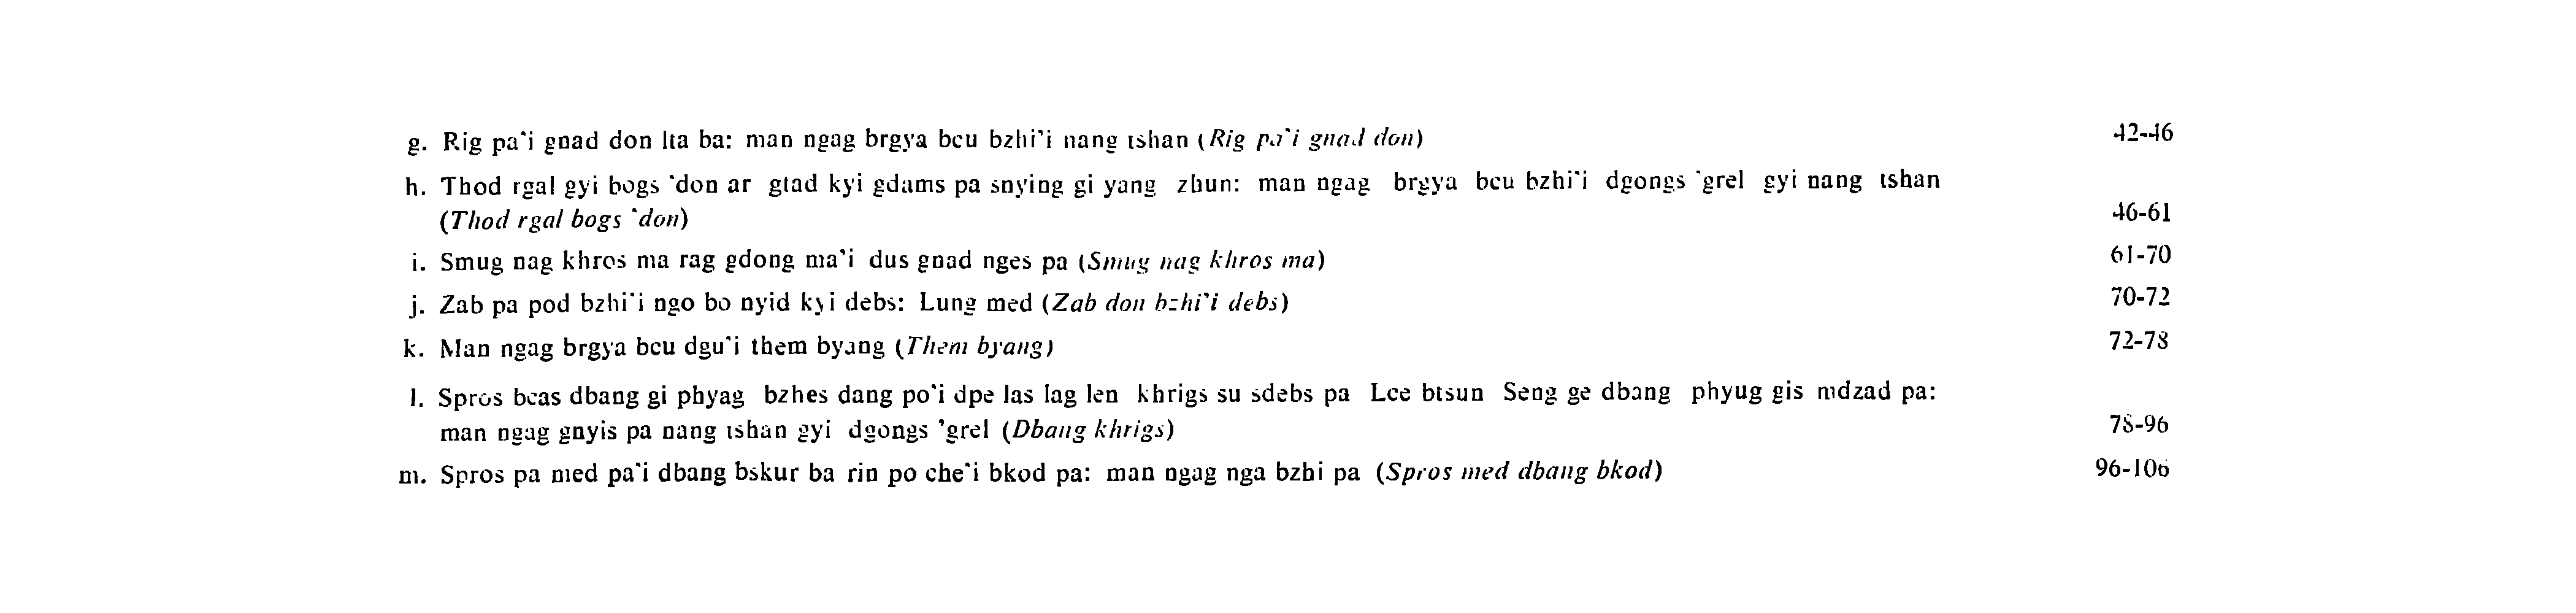 g. Rig pa'i gnad don lta ba: man ngag brgya bcu bzhi'i nang tshan (Rig pa'i gnad don) 42-46
h. Thod rgal gyi bogs 'don ar gtad kyi gdams pa snying gi yang zhun: man ngag brgya bcu bzhi'i dgongs 'grel gyi nang tshan
(Thod rgal bogs 'don) 46-61
i. Smug nag khros ma rag gdong ma'i dus gnad nges pa (Smug nag khros ma) 61-70
j. Zab pa pod bzhi'i ngo bo nyid kyi debs: Lung med (Zab don bzhi'i debs) 70-72
k. Man ngag brgya bcu dgu'i them byang (Them byang) 72-78
l. Spros bcas dbang gi phyag bzhes dang po'i dpe las lag len khrigs su sdebs pa Lce btsun Seng ge dbang phyug gis mdzad pa:
man ngag gnyis pa nang tshan gyi dgongs 'grel (Dbang khrigs) 78-96
m. Spros pa med pa'i dbang bskur ba rin po che'i bkod pa: man ngag nga bzhi pa (Spros med dbang bkod) 96-106